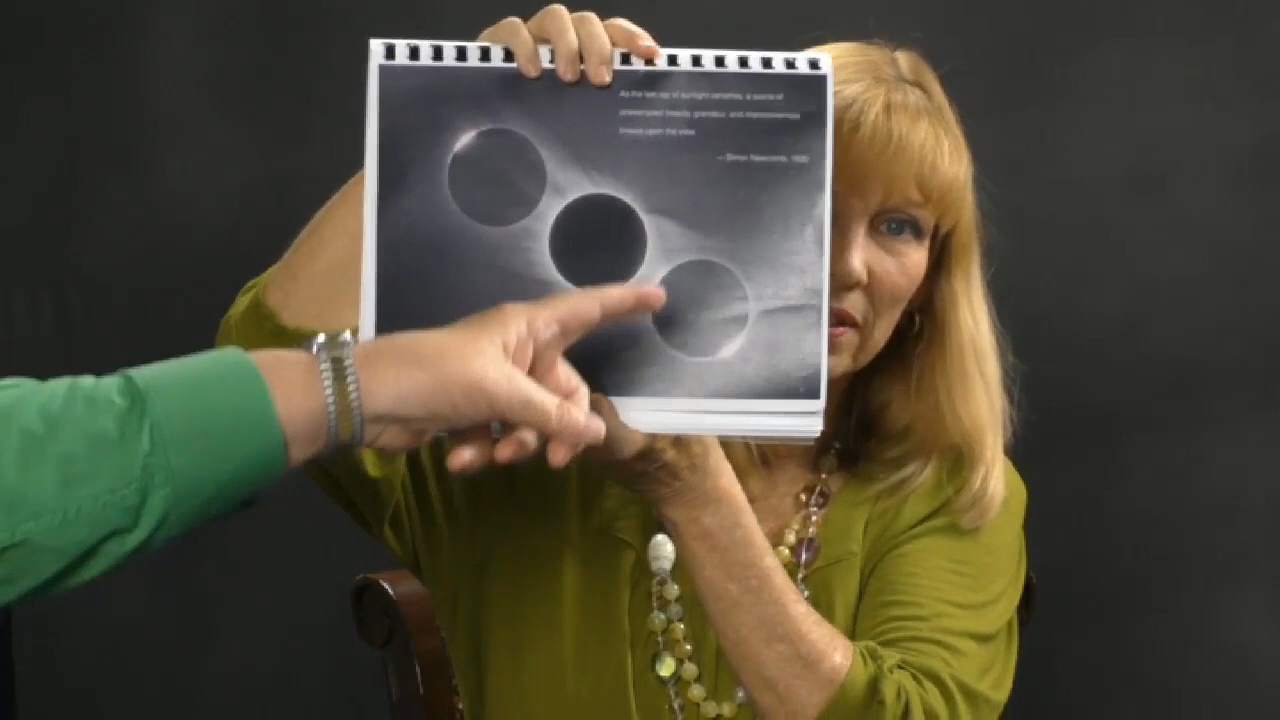 As the last ray of sunlight vanishes, a scene of
unexampled beauty, grandeur, and impressiveness
breaks upon the view.
— Simon Newcomb, 1890